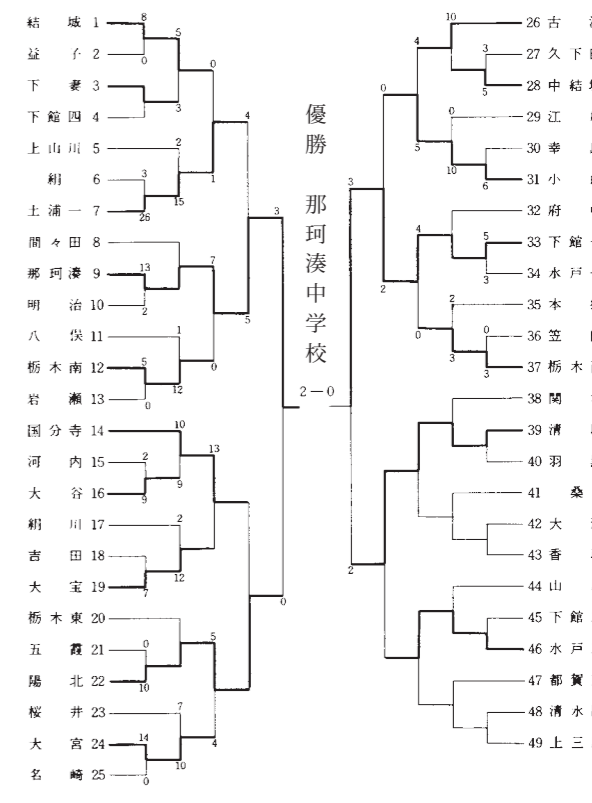 結城 1
益子 2
下妻 3
下館四 4
上山川 5
絹 6
土浦一 7
間々田 8
那珂湊 9
明治 10
八俣 11
栃木南 12
岩瀬 13
国分寺 14
河内 15
大谷 16
絹川 17
吉田 18
大宝 19
栃木東 20
五霞 21
陽北 22
桜井 23
大宮 24
名崎 25
8
0
5
3
0
2
3
26
15
1
4
13
2
7
1
5
0
12
0
5
3
10
2
9
9
13
2
7
12
0
10
5
7
14
0
10
4
0
優勝 那珂湊中学校
2―0
3
2
0
2
4
5
10
3
5
0
10
6
4
0
5
3
2
3
0
3
26 古
27 久下
28 中結
29 江
30 幸
31 小
32 府
33 下館
34 水戸
35 本
36 笠
37 栃木
38 関
39 清
40 羽
41 桑
42 大
43 香
44 山
45 下館
46 水戸
47 都賀
48 清水
49 上三